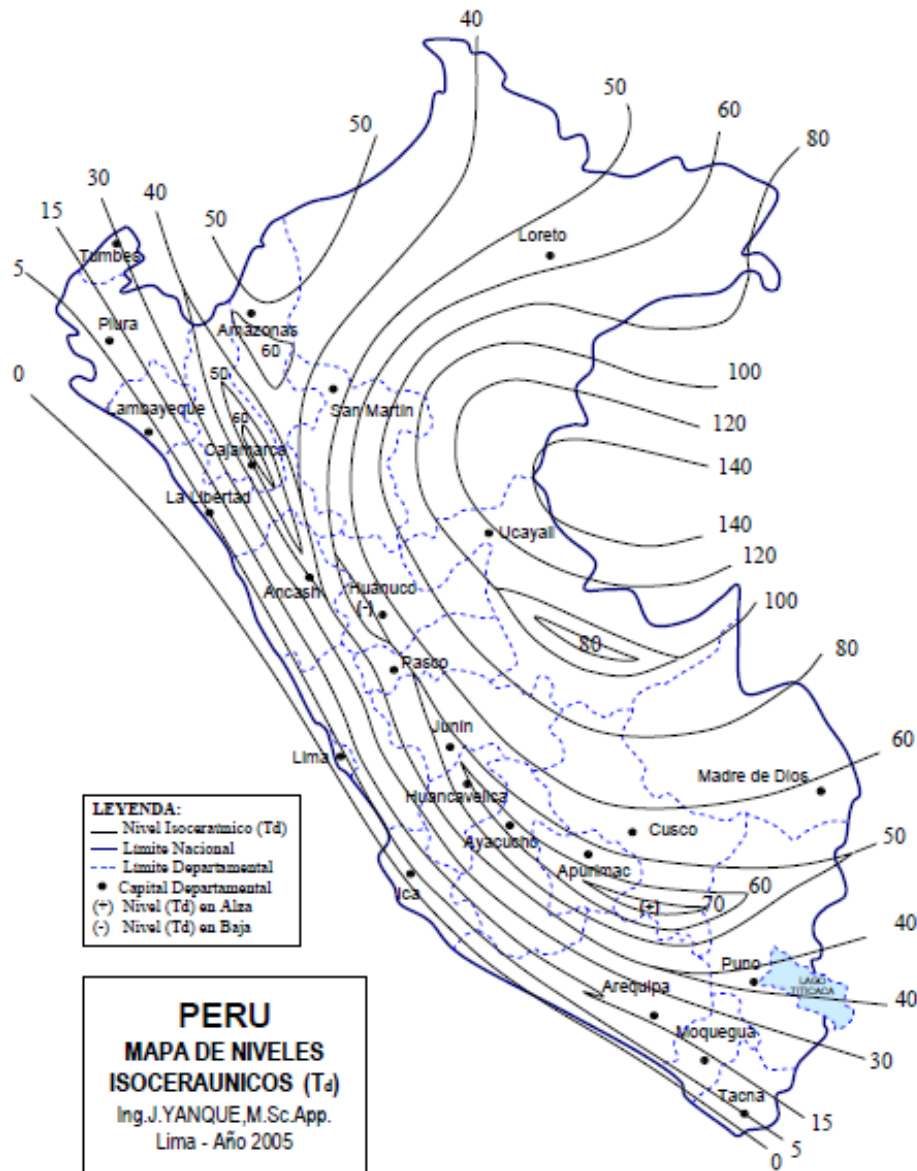 40
50
60
50
80
30
40
15
50
5
Tumbes
Loreto
Piura
Amazonas
60
0
50
100
Lambayeque
San Martin
60
120
Cajamarca
140
La Libertad
Ucayali
140
120
Ancash
Huanuco
(-)
100
80
Pasco
80
Junin
Lima
60
Madre de Dios
Huancavelica
Cusco
Ayacucho
50
Apurimac
60
Ica
(+)
70
40
Puno
LAGO
TITICACA
Arequipa
40
Moquegua
30
Tacna
15
5
0
LEYENDA:
Nivel Isoceraúnico (Td)
Límite Nacional
Límite Departamental
Capital Departamental
(+) Nivel (Td) en Alza
(-) Nivel (Td) en Baja
PERU
MAPA DE NIVELES
ISOCERAUNICOS (Td)
Ing.J.YANQUE,M.Sc.App.
Lima - Año 2005